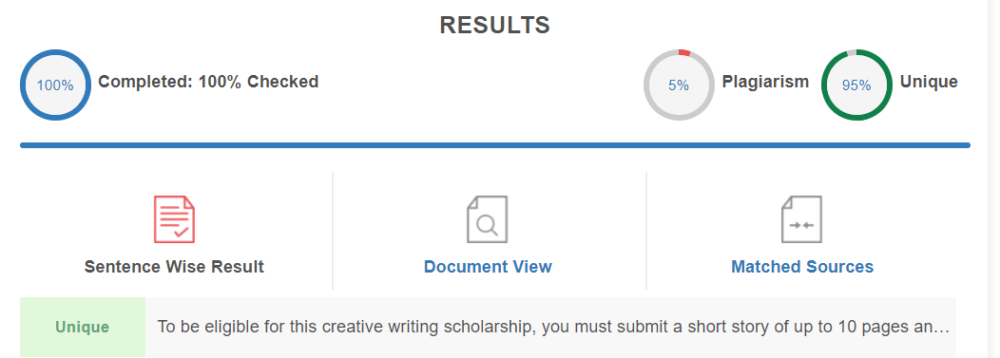 RESULTS
100% Completed: 100% Checked 5% Plagiarism 95% Unique
Sentence Wise Result Document View Matched Sources
Unique To be eligible for this creative writing scholarship, you must submit a short story of up to 10 pages an…